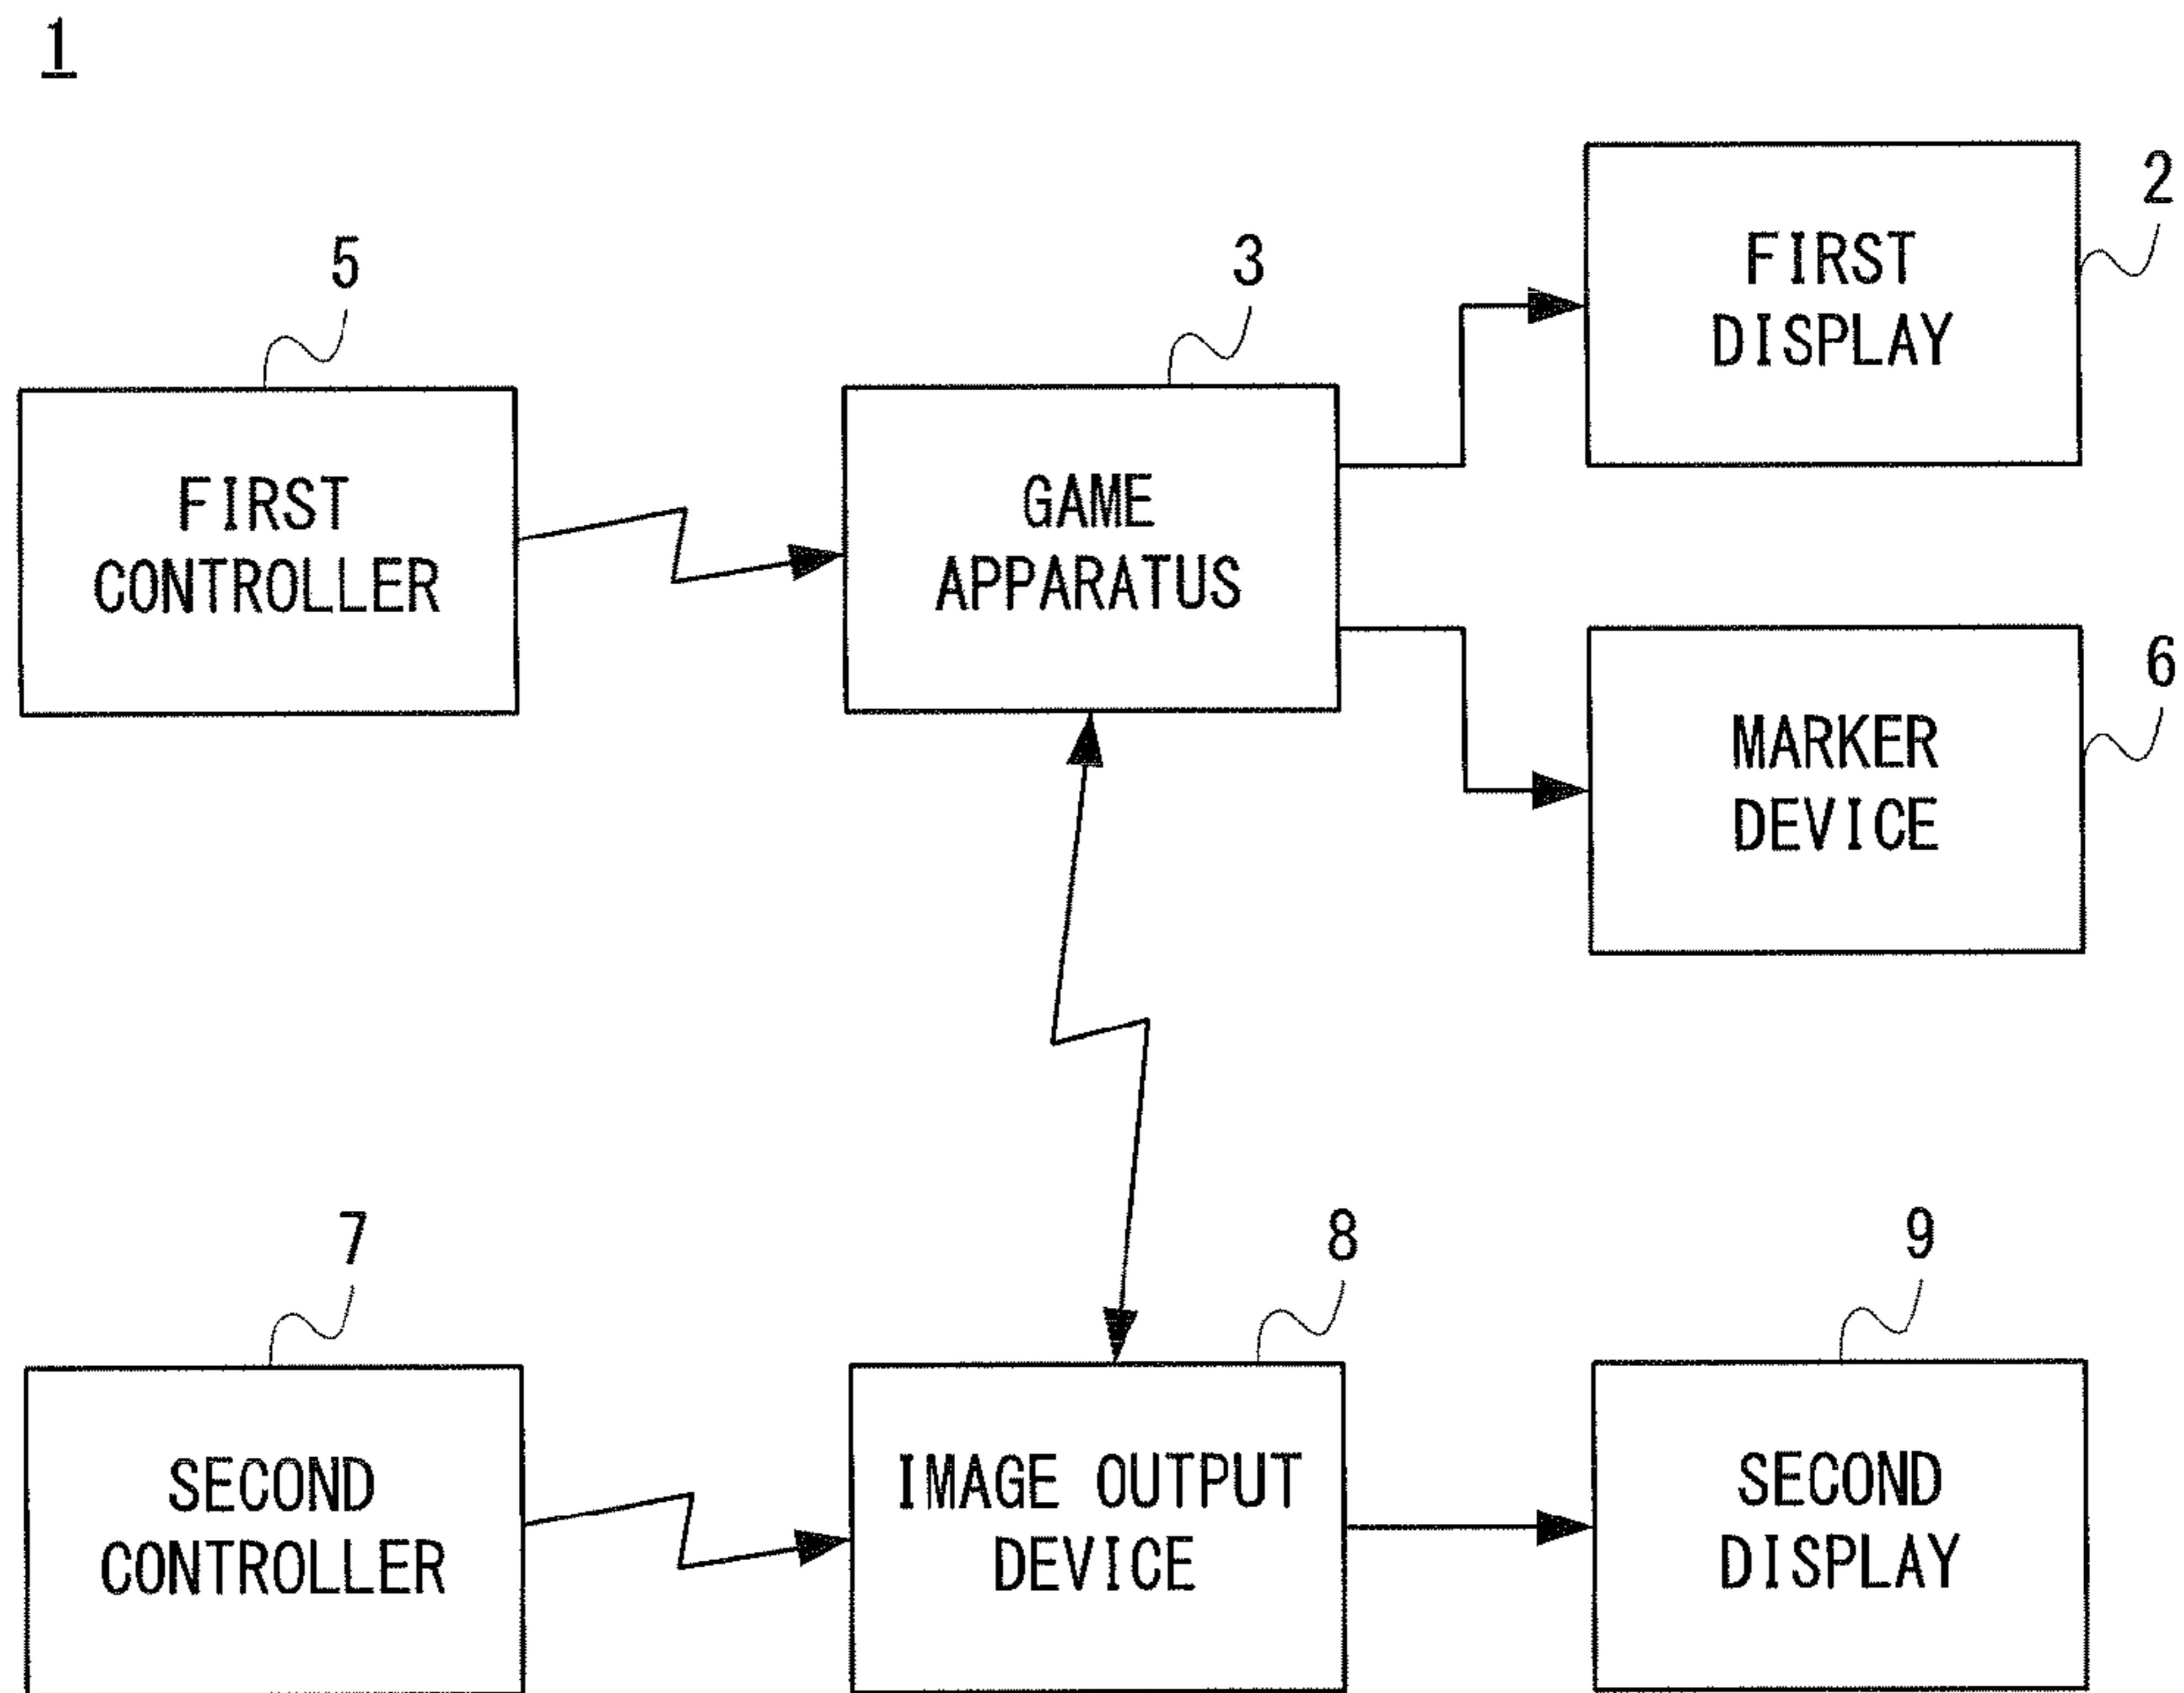 1
2
5
3
FIRST
DISPLAY
FIRST
CONTROLLER
GAME
APPARATUS
6
MARKER
DEVICE
7
8
9
SECOND
CONTROLLER
IMAGE OUTPUT
DEVICE
SECOND
DISPLAY